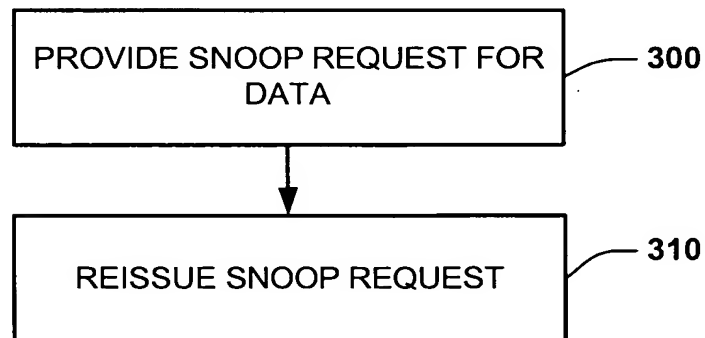 PROVIDE SNOOP REQUEST FOR
DATA
300
REISSUE SNOOP REQUEST
310